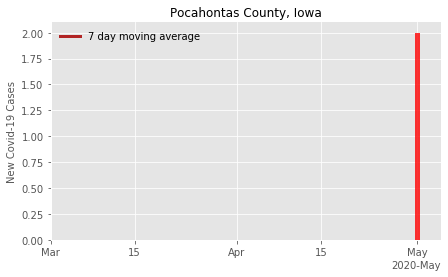 Pocahontas County, Iowa
7 day moving average
New Covid-19 Cases
2.00
1.75
1.50
1.25
1.00
0.75
0.50
0.25
0.00
Mar 15 Apr 15 May
2020-May